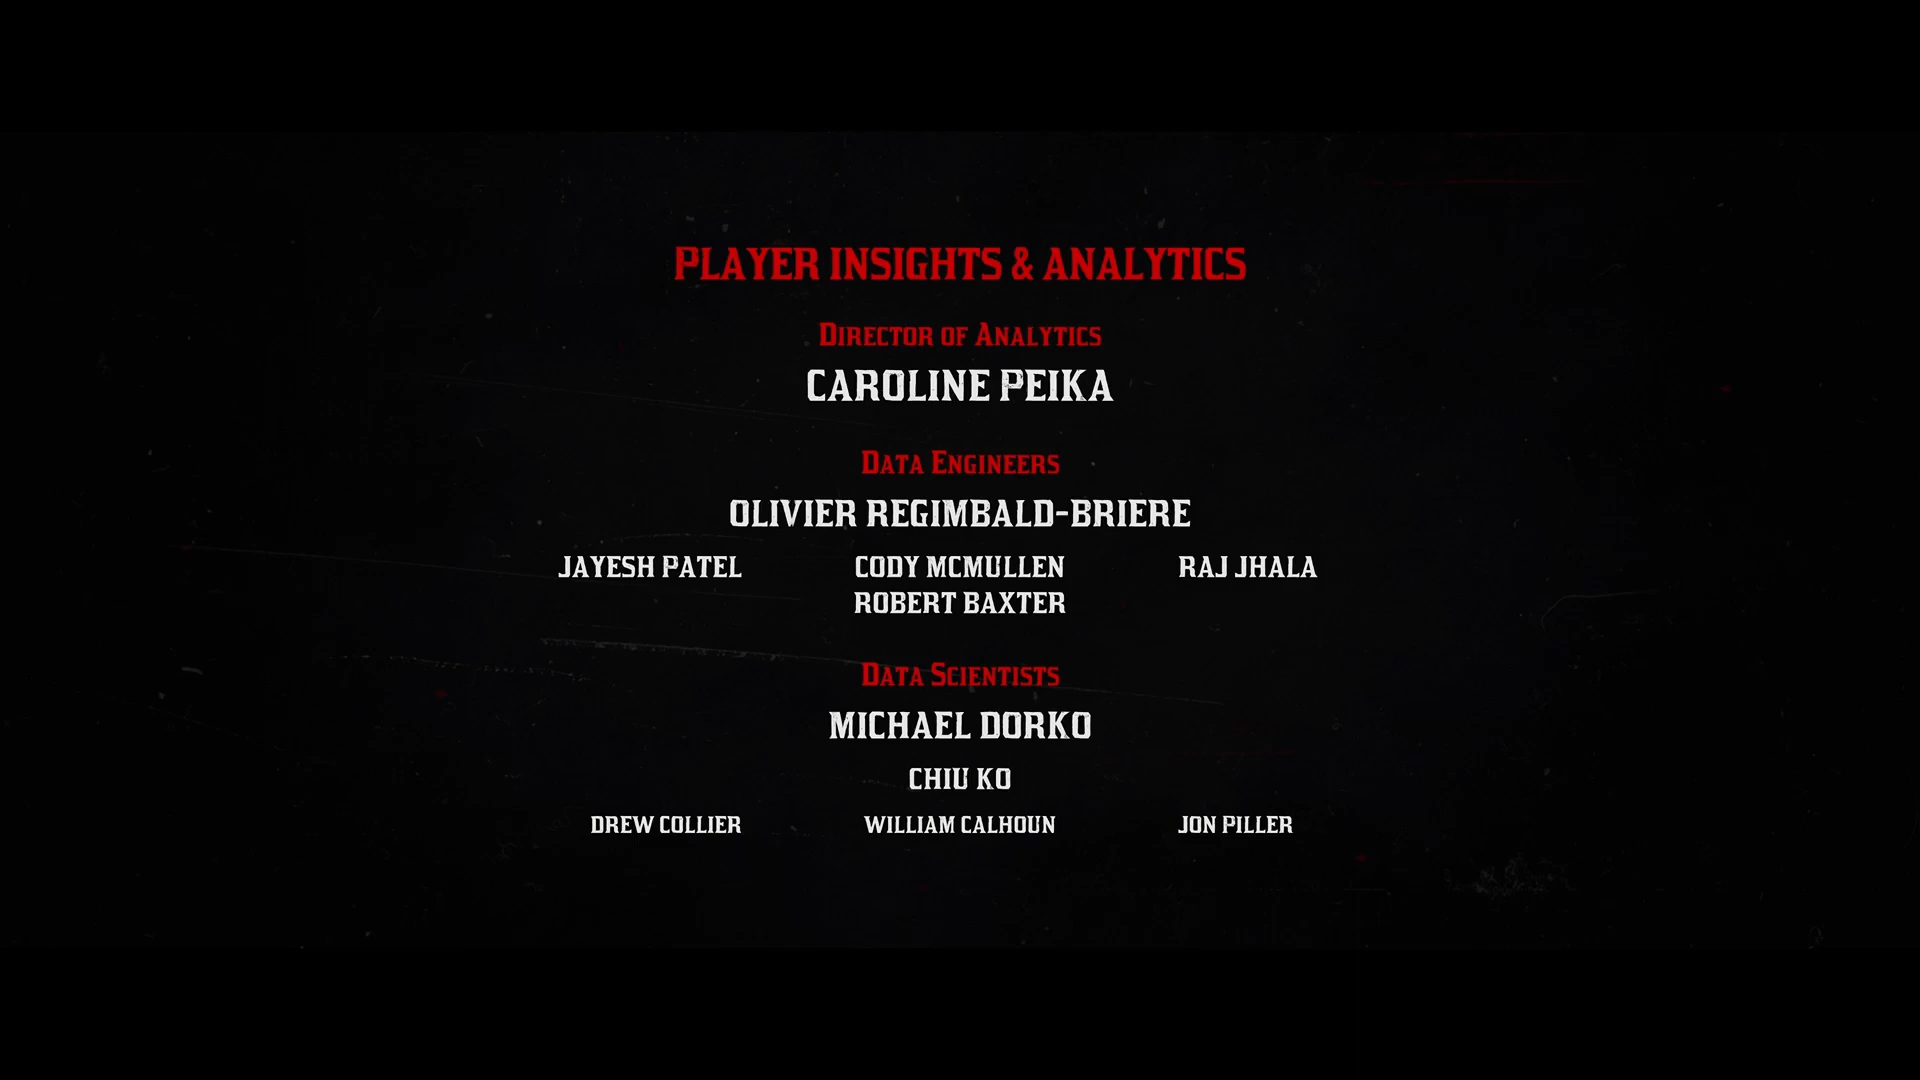 PLAYER INSIGHTS & ANALYTICS
DIRECTOR OF ANALYTICS
CAROLINE PEIKA
DATA ENGINEERS
OLIVIER REGIMBALD-BRIERE
JAYESH PATEL CODY MCMULLEN RAJ JHALA
ROBERT BAXTER
DATA SCIENTISTS
MICHAEL DORKO
CHIU KO
DREW COLLIER WILLIAM CALHOUN JON PILLER